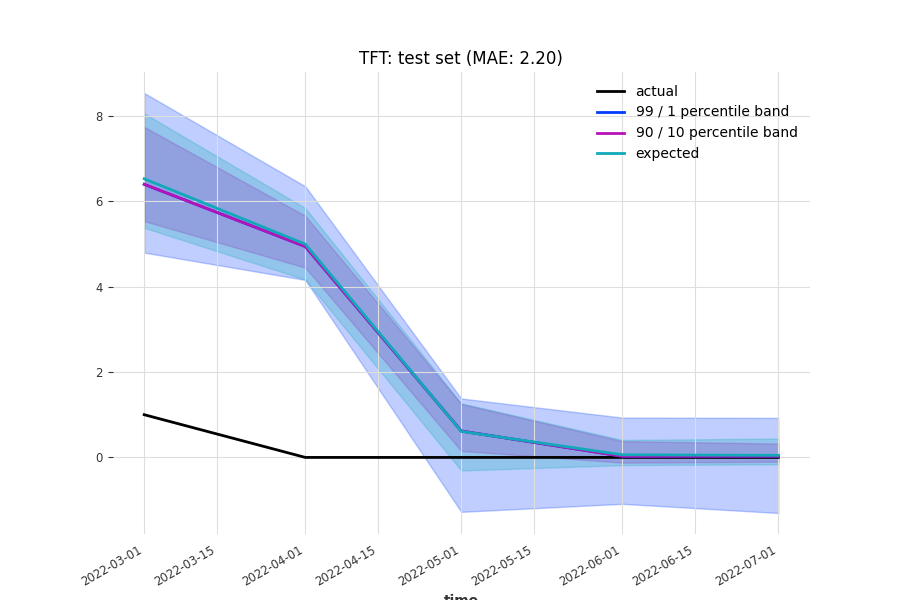 TFT: test set (MAE: 2.20)
actual
99 / 1 percentile band
90 / 10 percentile band
expected
8
6
4
2
0
2022-03-01
2022-03-15
2022-04-01
2022-04-15
2022-05-01
2022-05-15
2022-06-01
2022-06-15
2022-07-01
time